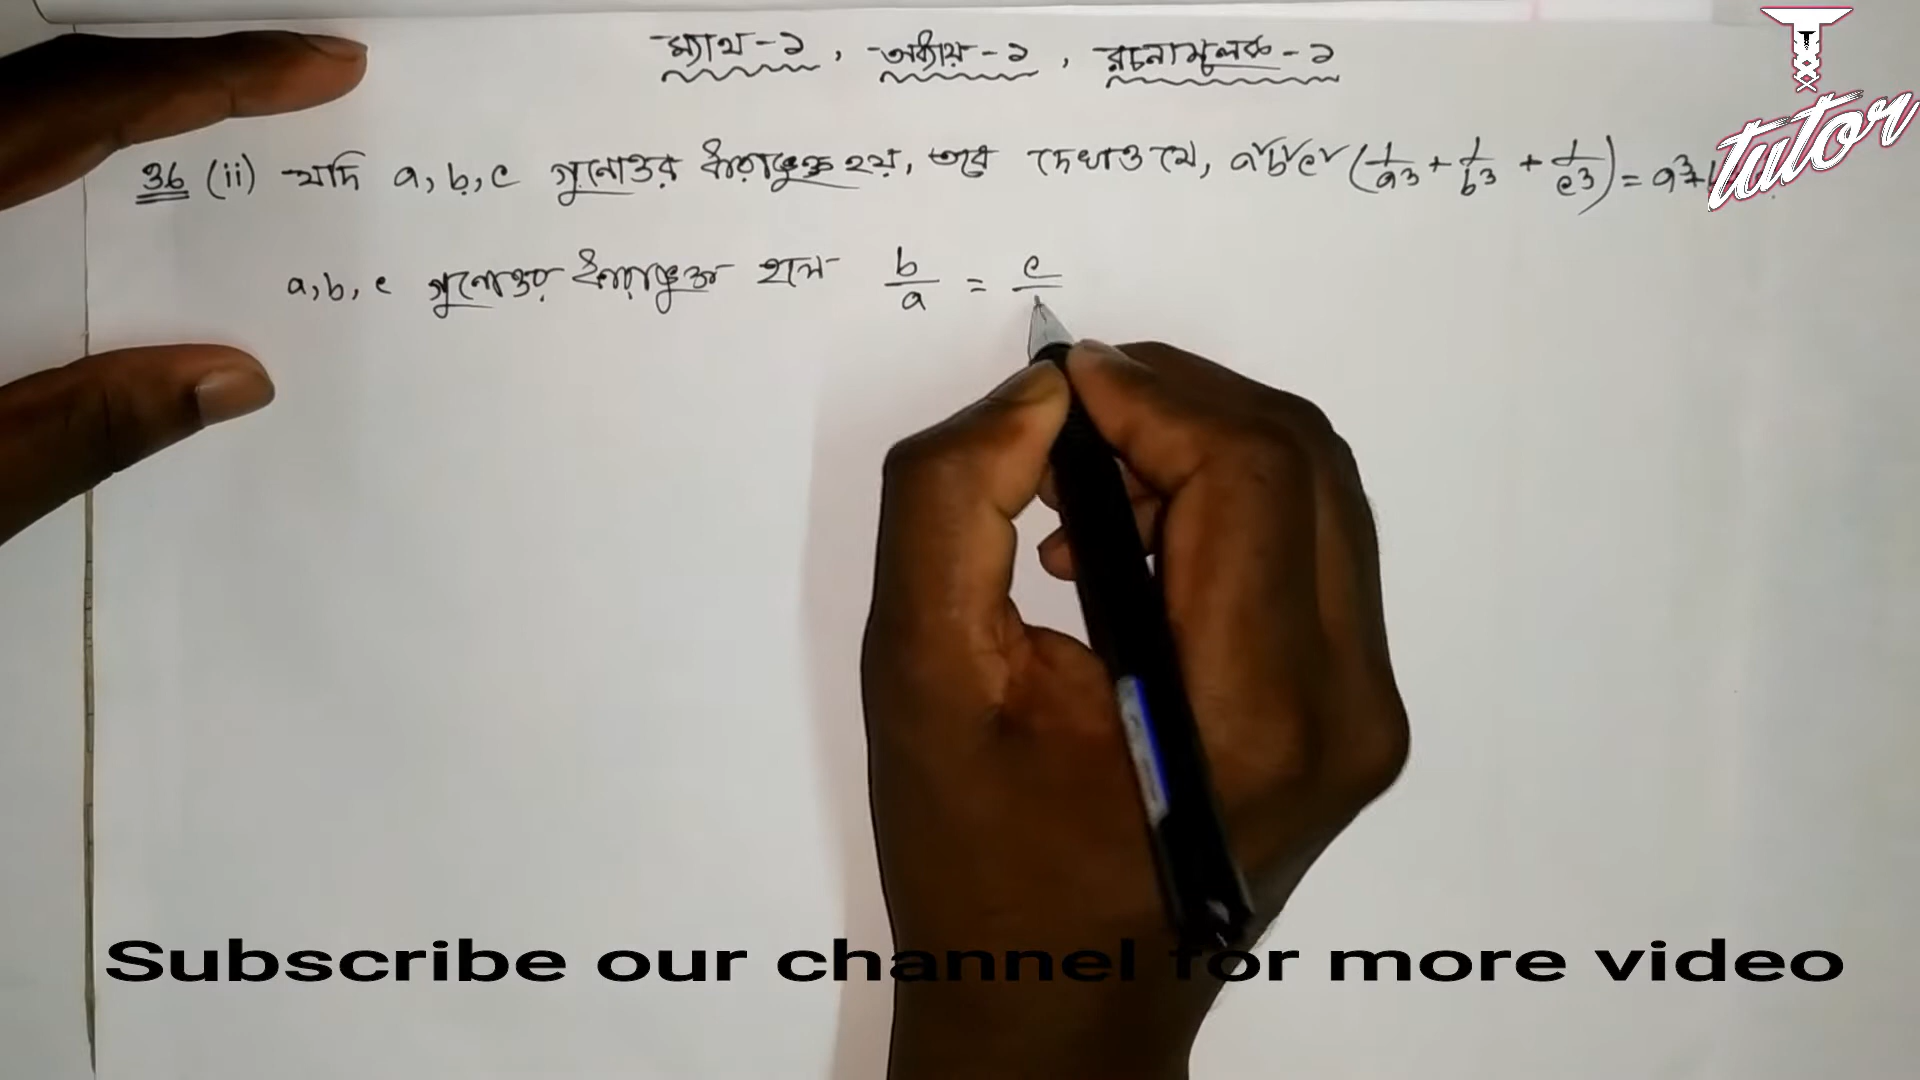 ম্যাথ-১, অধ্যায়-১, রচনামূলক-১
T tutor
36 (ii) যদি a, b, c গুনোত্তর ধারাভুক্ত হয়, তবে দেখাও যে, a²b²c² (1/a³ + 1/b³ + 1/c³) = a³+
a, b, c গুনোত্তর ধারাভুক্ত হলে b/a = c/
Subscribe our channel for more video